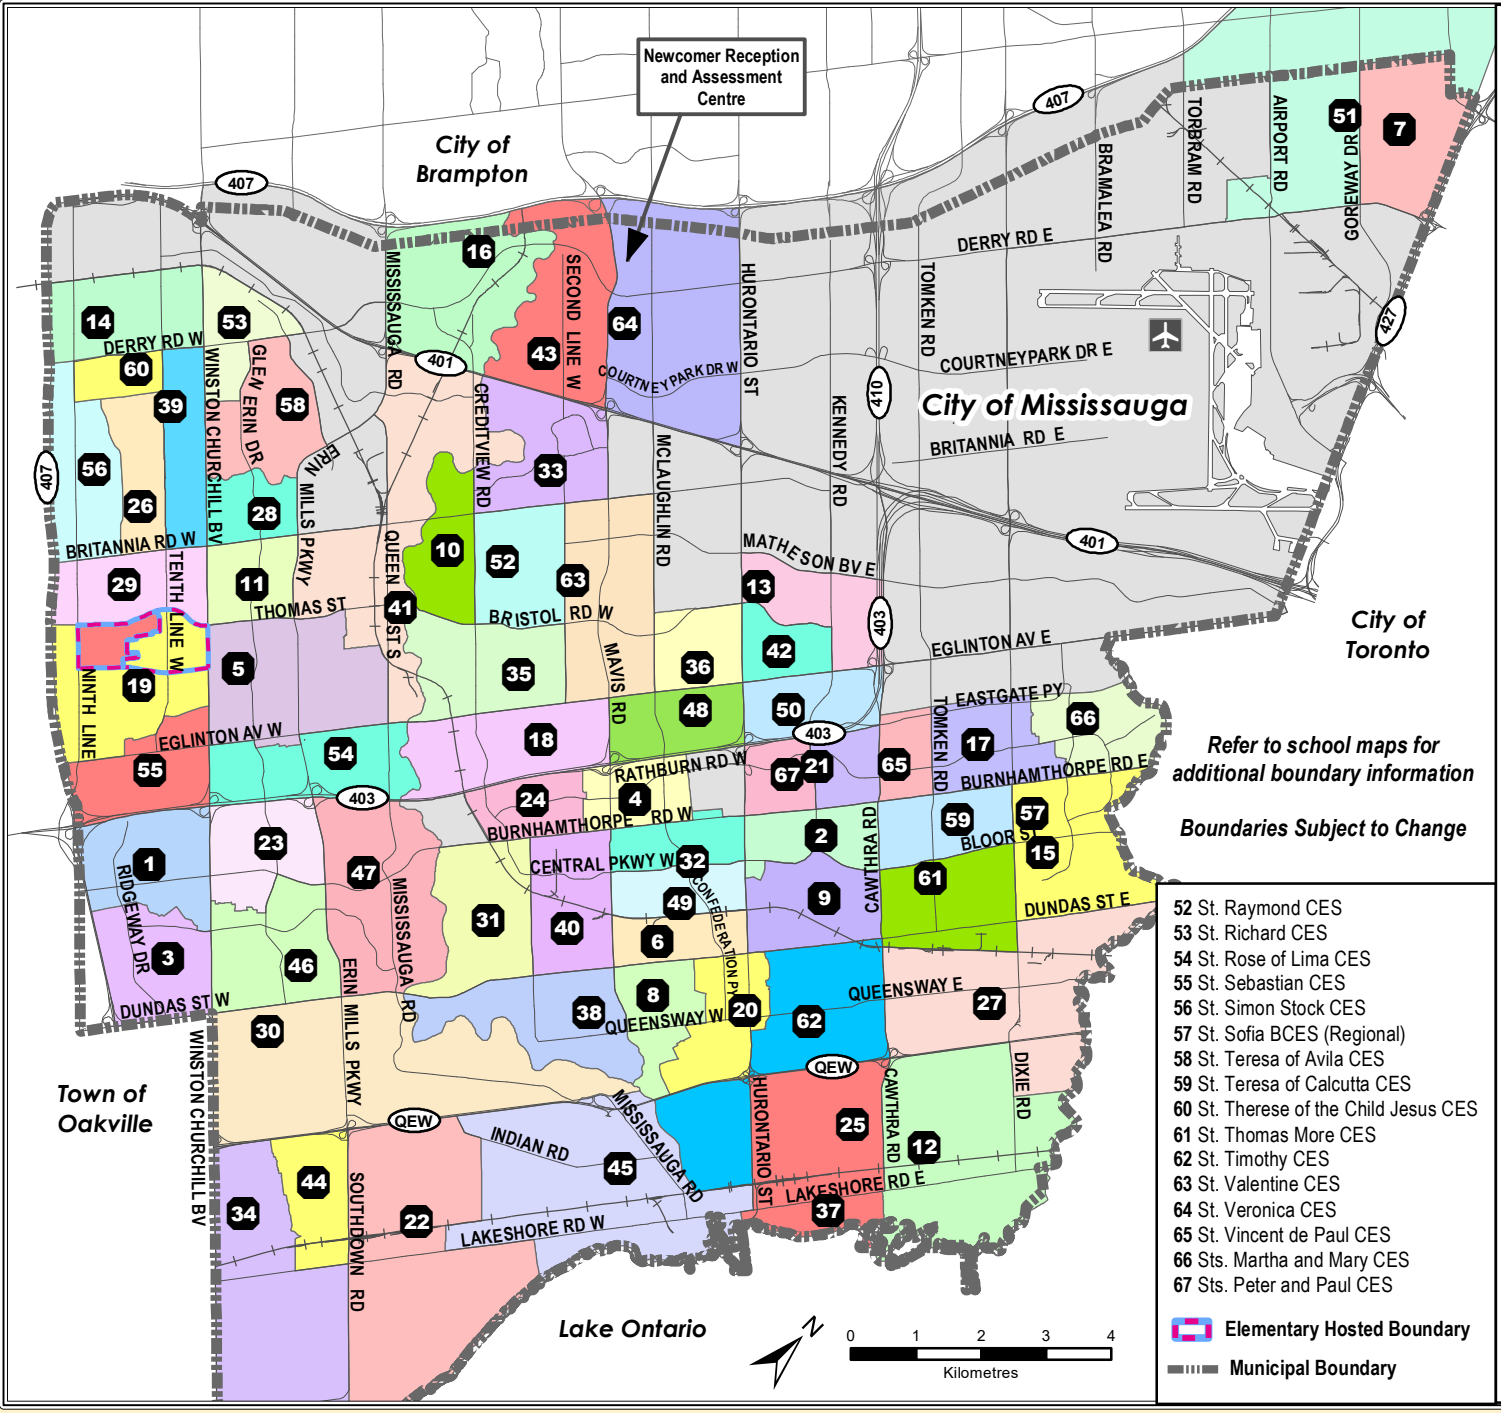 Newcomer Reception
and Assessment
Centre
City of
Brampton
407
407
407
401
401
410
403
403
403
427
QEW
QEW
City of Mississauga
City of
Toronto
Town of
Oakville
Lake Ontario
Refer to school maps for
additional boundary information
Boundaries Subject to Change
DERRY RD E
COURTNEYPARK DR E
BRITANNIA RD E
MATHESON BV E
EGLINTON AV E
EASTGATE PY
BURNHAMTHORPE RD E
BLOOR ST
DUNDAS ST E
QUEENSWAY E
LAKESHORE RD E
TORBRAM RD
AIRPORT RD
GOREWAY DR
BRAMALEA RD
TOMKEN RD
TOMKEN RD
KENNEDY RD
HURONTARIO ST
HURONTARIO ST
MCLAUGHLIN RD
SECOND LINE W
COURTNEYPARK DR W
MISSISSAUGA RD
MISSISSAUGA RD
MISSISSAUGA RD
CREDITVIEW RD
DERRY RD W
WINSTON CHURCHILL BV
WINSTON CHURCHILL BV
GLEN ERIN DR
ERIN MILLS PKWY
ERIN MILLS PKWY
BRITANNIA RD W
TENTH LINE W
NINTH LINE
THOMAS ST
QUEEN ST S
BRISTOL RD W
MAVIS RD
EGLINTON AV W
RATHBURN RD W
BURNHAMTHORPE RD W
CENTRAL PKWY W
CONFEDERATION PY
CAWTHRA RD
CAWTHRA RD
DIXIE RD
RIDGEWAY DR
DUNDAS ST W
QUEENSWAY W
INDIAN RD
SOUTHDOWN RD
LAKESHORE RD W
51
7
16
14
53
43
64
60
39
58
56
26
28
33
10
52
63
29
11
41
13
42
5
35
36
19
18
48
50
17
66
55
54
67
21
65
24
4
1
23
47
2
59
57
15
32
31
40
49
9
61
3
46
6
8
30
38
20
62
27
25
12
34
44
22
45
37
52 St. Raymond CES
53 St. Richard CES
54 St. Rose of Lima CES
55 St. Sebastian CES
56 St. Simon Stock CES
57 St. Sofia BCES (Regional)
58 St. Teresa of Avila CES
59 St. Teresa of Calcutta CES
60 St. Therese of the Child Jesus CES
61 St. Thomas More CES
62 St. Timothy CES
63 St. Valentine CES
64 St. Veronica CES
65 St. Vincent de Paul CES
66 Sts. Martha and Mary CES
67 Sts. Peter and Paul CES
Elementary Hosted Boundary
Municipal Boundary
N
0 1 2 3 4
Kilometres